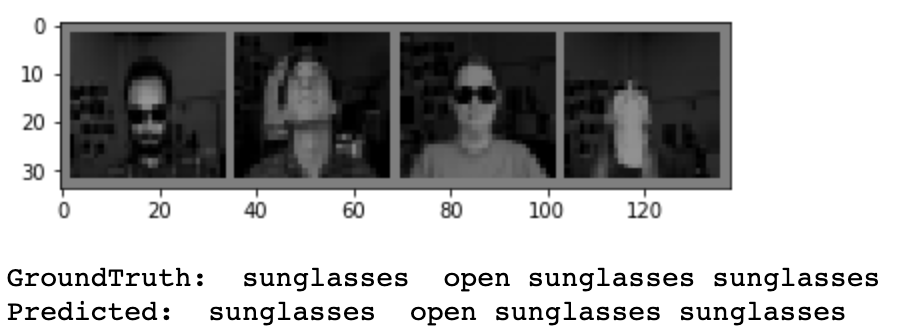 0
10
20
30
0 20 40 60 80 100 120
GroundTruth: sunglasses open sunglasses sunglasses
Predicted: sunglasses open sunglasses sunglasses